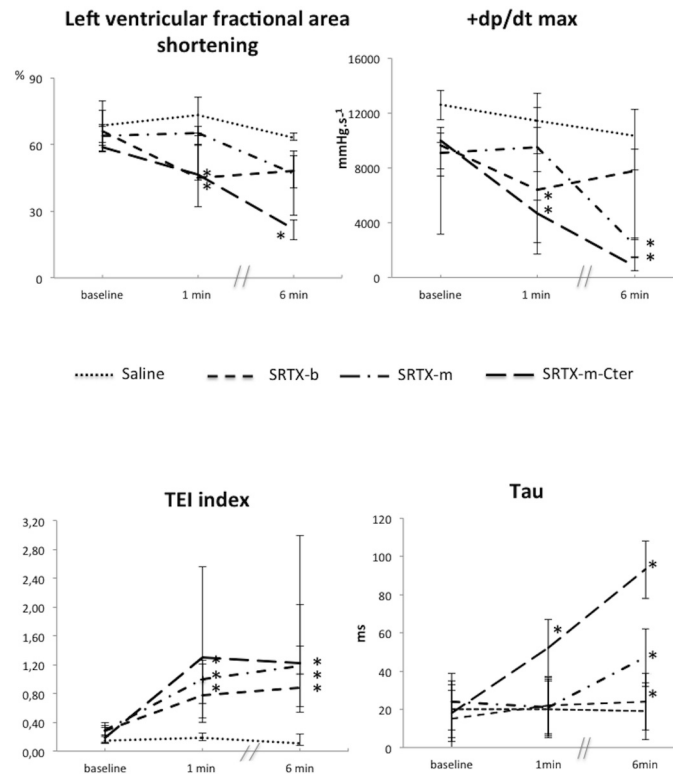 Left ventricular fractional area
shortening
%
90
60
30
0
*
*
*
baseline
1 min
//
6 min
+dp/dt max
mmHg.s⁻¹
16000
12000
8000
4000
0
*
*
*
*
baseline
1 min
//
6 min
Saline
SRTX-b
SRTX-m
SRTX-m-Cter
TEI index
3,20
2,80
2,40
2,00
1,60
1,20
0,80
0,40
0,00
*
*
*
*
*
*
baseline
1 min
//
6 min
Tau
ms
120
100
80
60
40
20
0
*
*
*
*
baseline
1min
//
6min